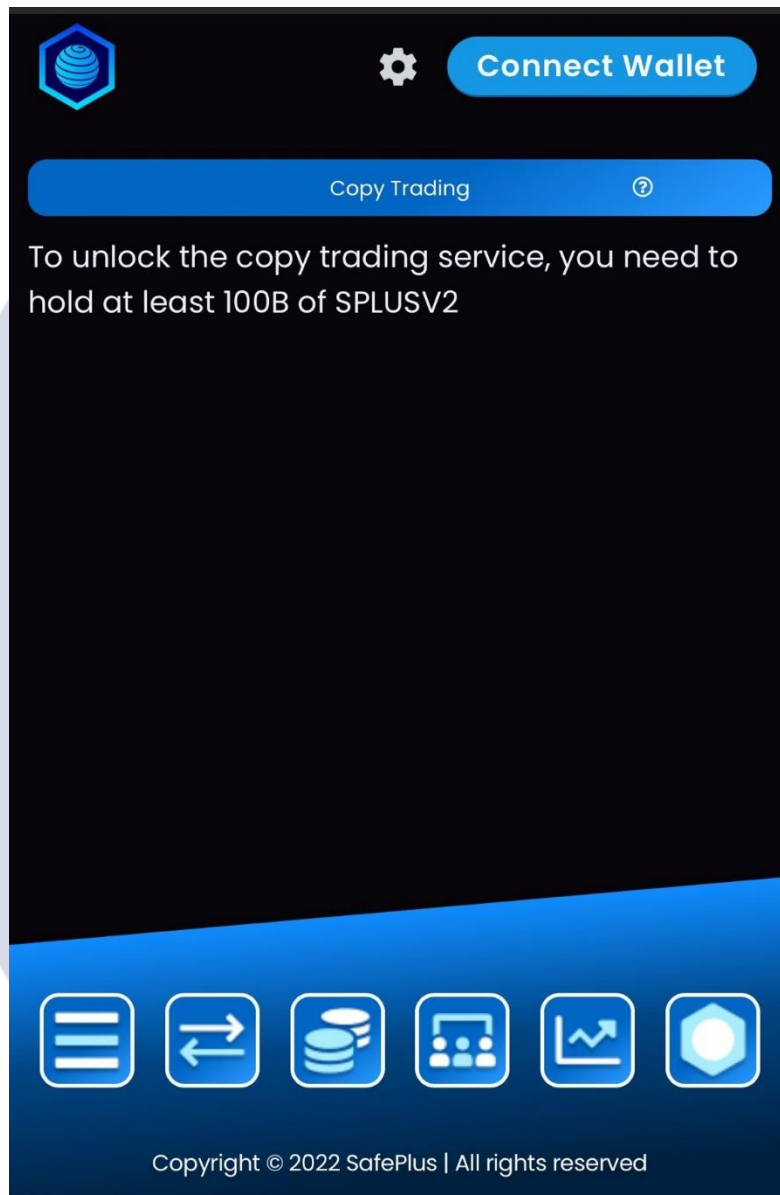 Connect Wallet
Copy Trading
To unlock the copy trading service, you need to
hold at least 100B of SPLUSV2
Copyright © 2022 SafePlus | All rights reserved